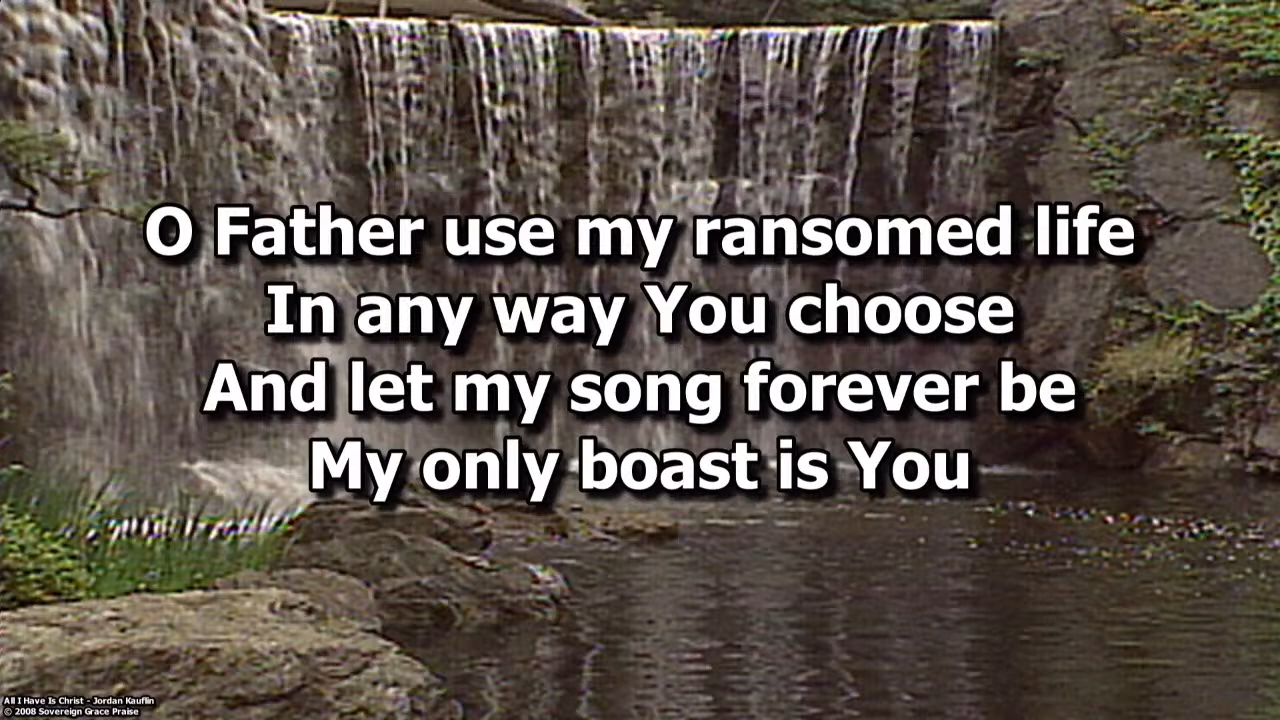 O Father use my ransomed life
In any way You choose
And let my song forever be
My only boast is You
All I Have Is Christ - Jordan Kauflin
© 2008 Sovereign Grace Praise